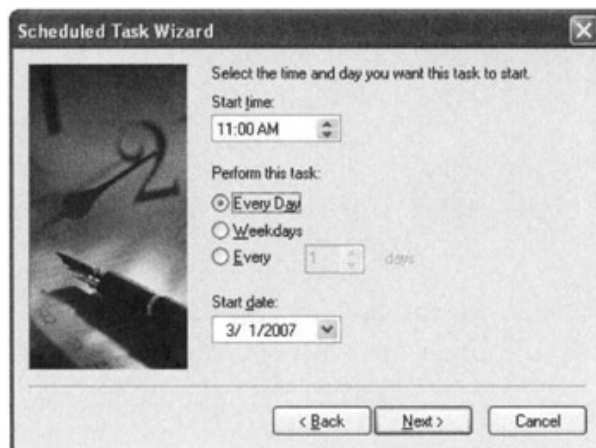 Scheduled Task Wizard
Select the time and day you want this task to start.
Start time:
11:00 AM
Perform this task:
Every Day
Weekdays
Every 1 days
Start date:
3/ 1/2007
2
< Back Next > Cancel